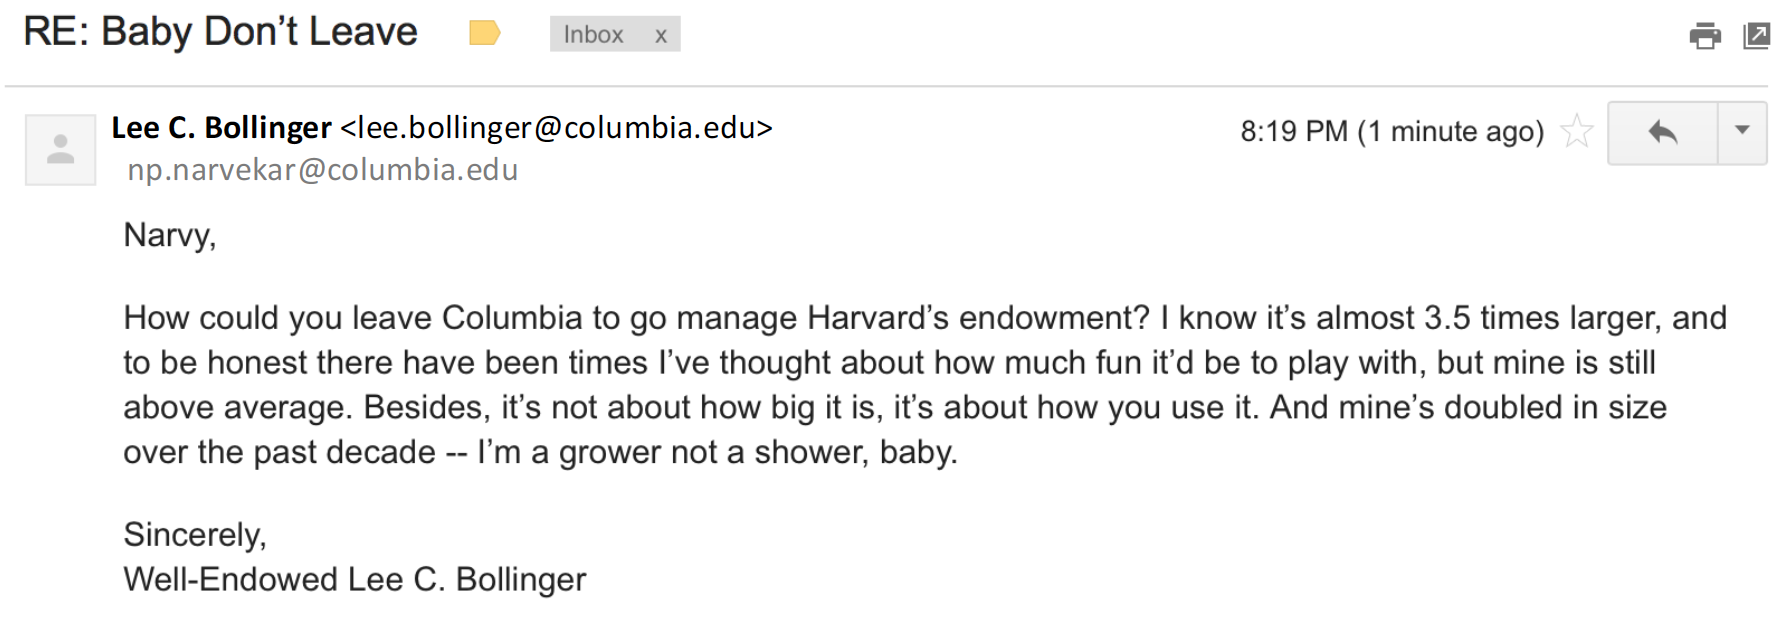 RE: Baby Don’t Leave Inbox x
Lee C. Bollinger <lee.bollinger@columbia.edu> 8:19 PM (1 minute ago)
np.narvekar@columbia.edu
Narvy,
How could you leave Columbia to go manage Harvard’s endowment? I know it’s almost 3.5 times larger, and
to be honest there have been times I’ve thought about how much fun it’d be to play with, but mine is still
above average. Besides, it’s not about how big it is, it’s about how you use it. And mine’s doubled in size
over the past decade -- I’m a grower not a shower, baby.
Sincerely,
Well-Endowed Lee C. Bollinger